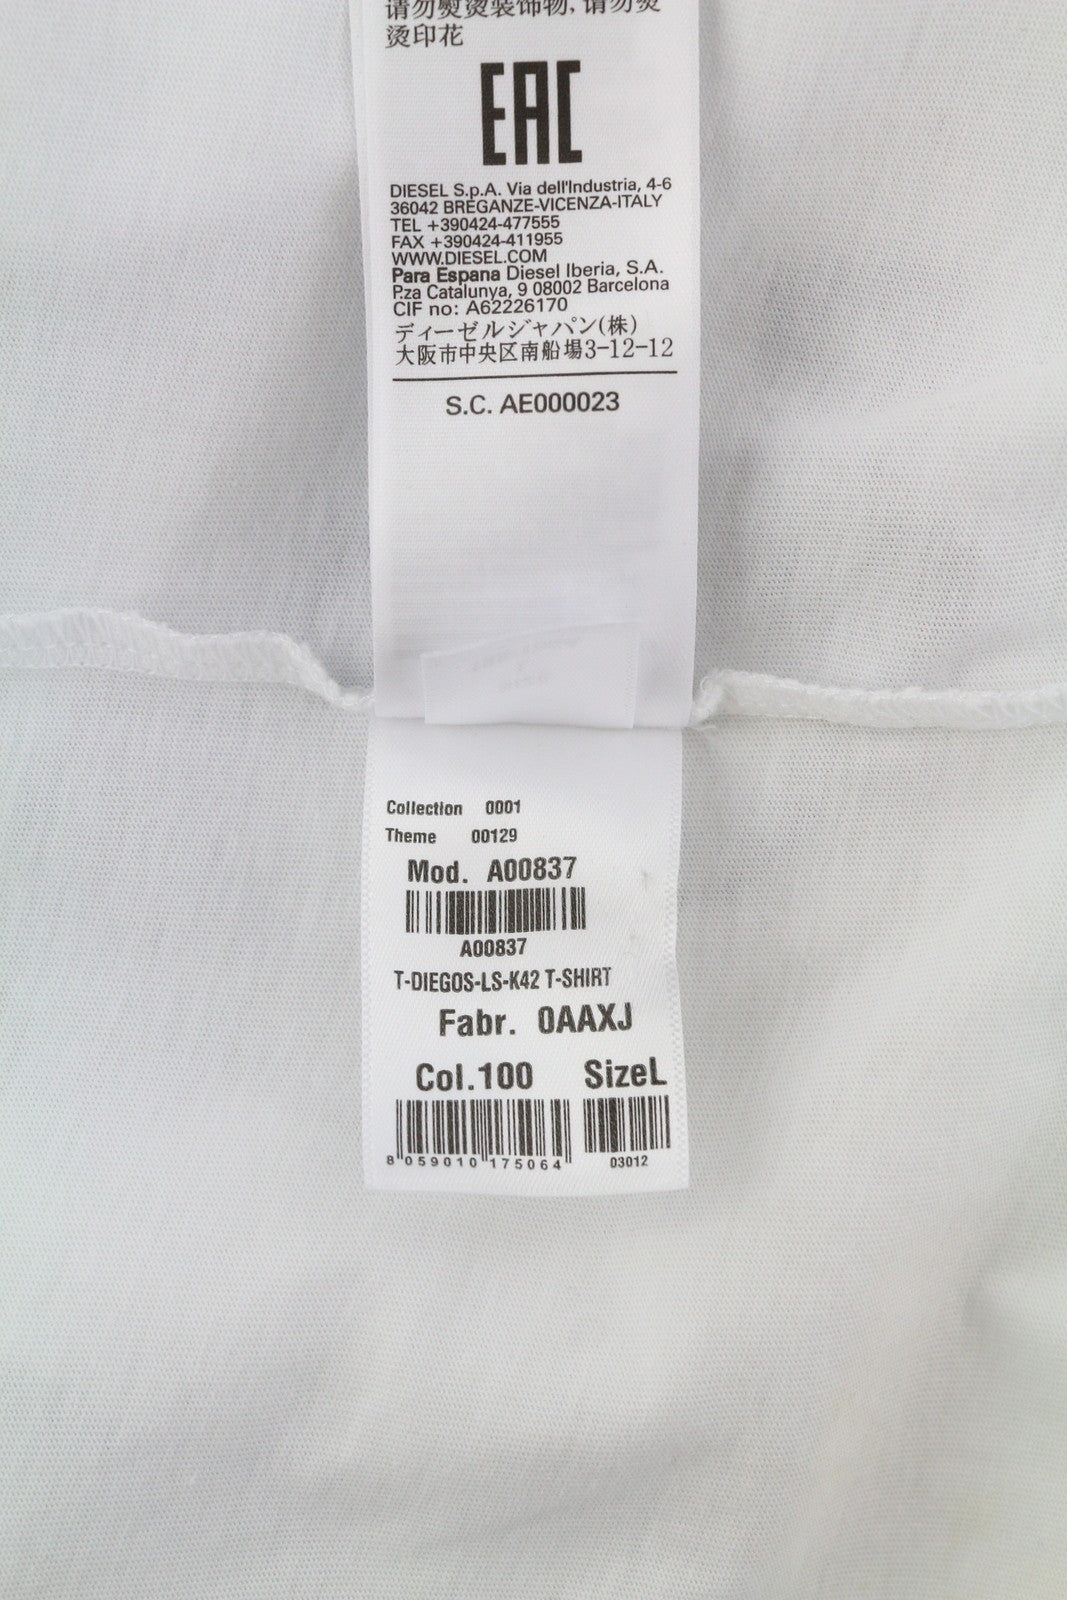 请勿熨烫装饰物, 请勿熨
烫印花
EAC
DIESEL S.p.A. Via dell'Industria, 4-6
36042 BREGANZE-VICENZA-ITALY
TEL +390424-477555
FAX +390424-411955
WWW.DIESEL.COM
Para Espana Diesel Iberia, S.A.
P.za Catalunya, 9 08002 Barcelona
CIF no: A62226170
ディーゼルジャパン(株)
大阪市中央区南船場3-12-12
S.C. AE000023
Collection 0001
Theme 00129
Mod. A00837
A00837
T-DIEGOS-LS-K42 T-SHIRT
Fabr. 0AAXJ
Col.100 SizeL
8 059010 175064 03012